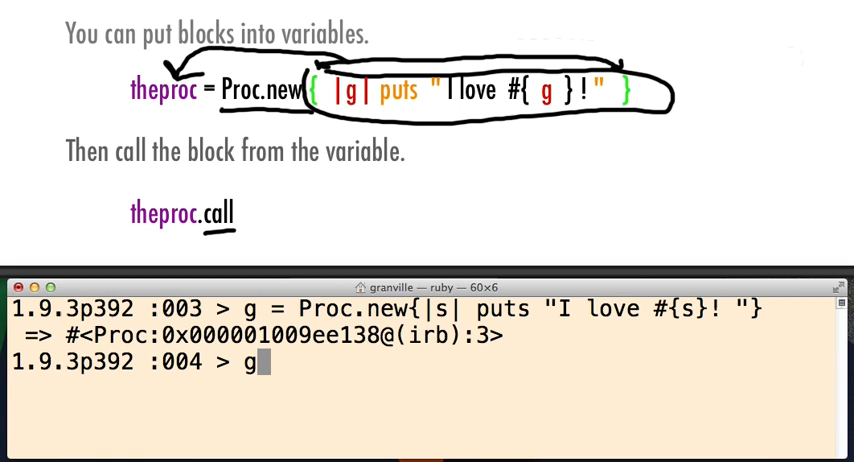 You can put blocks into variables.
theproc = Proc.new{ |g| puts "I love #{ g }!" }
Then call the block from the variable.
theproc.call
granville — ruby — 60×6
1.9.3p392 :003 > g = Proc.new{|s| puts "I love #{s}! "}
=> #<Proc:0x000001009ee138@(irb):3>
1.9.3p392 :004 > g